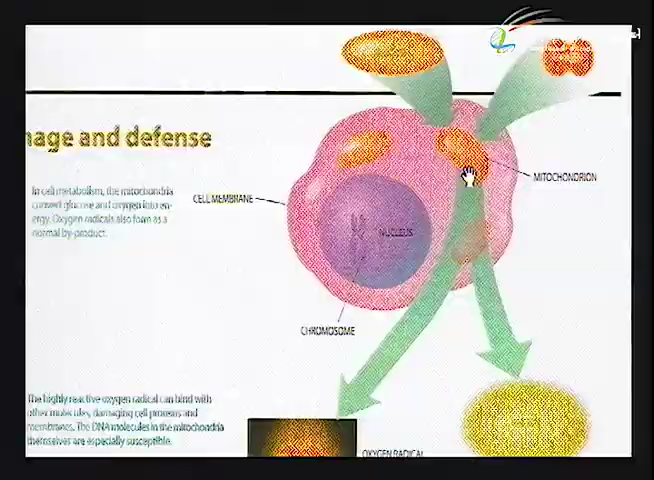 nage and defense
In cell metabolism, the mitochondria
convert glucose and oxygen into en-
ergy. Oxygen radicals also form as a
normal by-product.
CELL MEMBRANE
MITOCHONDRION
NUCLEUS
CHROMOSOME
The highly reactive oxygen radical can bind with
other molecules, damaging cell proteins and
membranes. The DNA molecules in the mitochondria
themselves are especially susceptible.
OXYGEN RADICAL